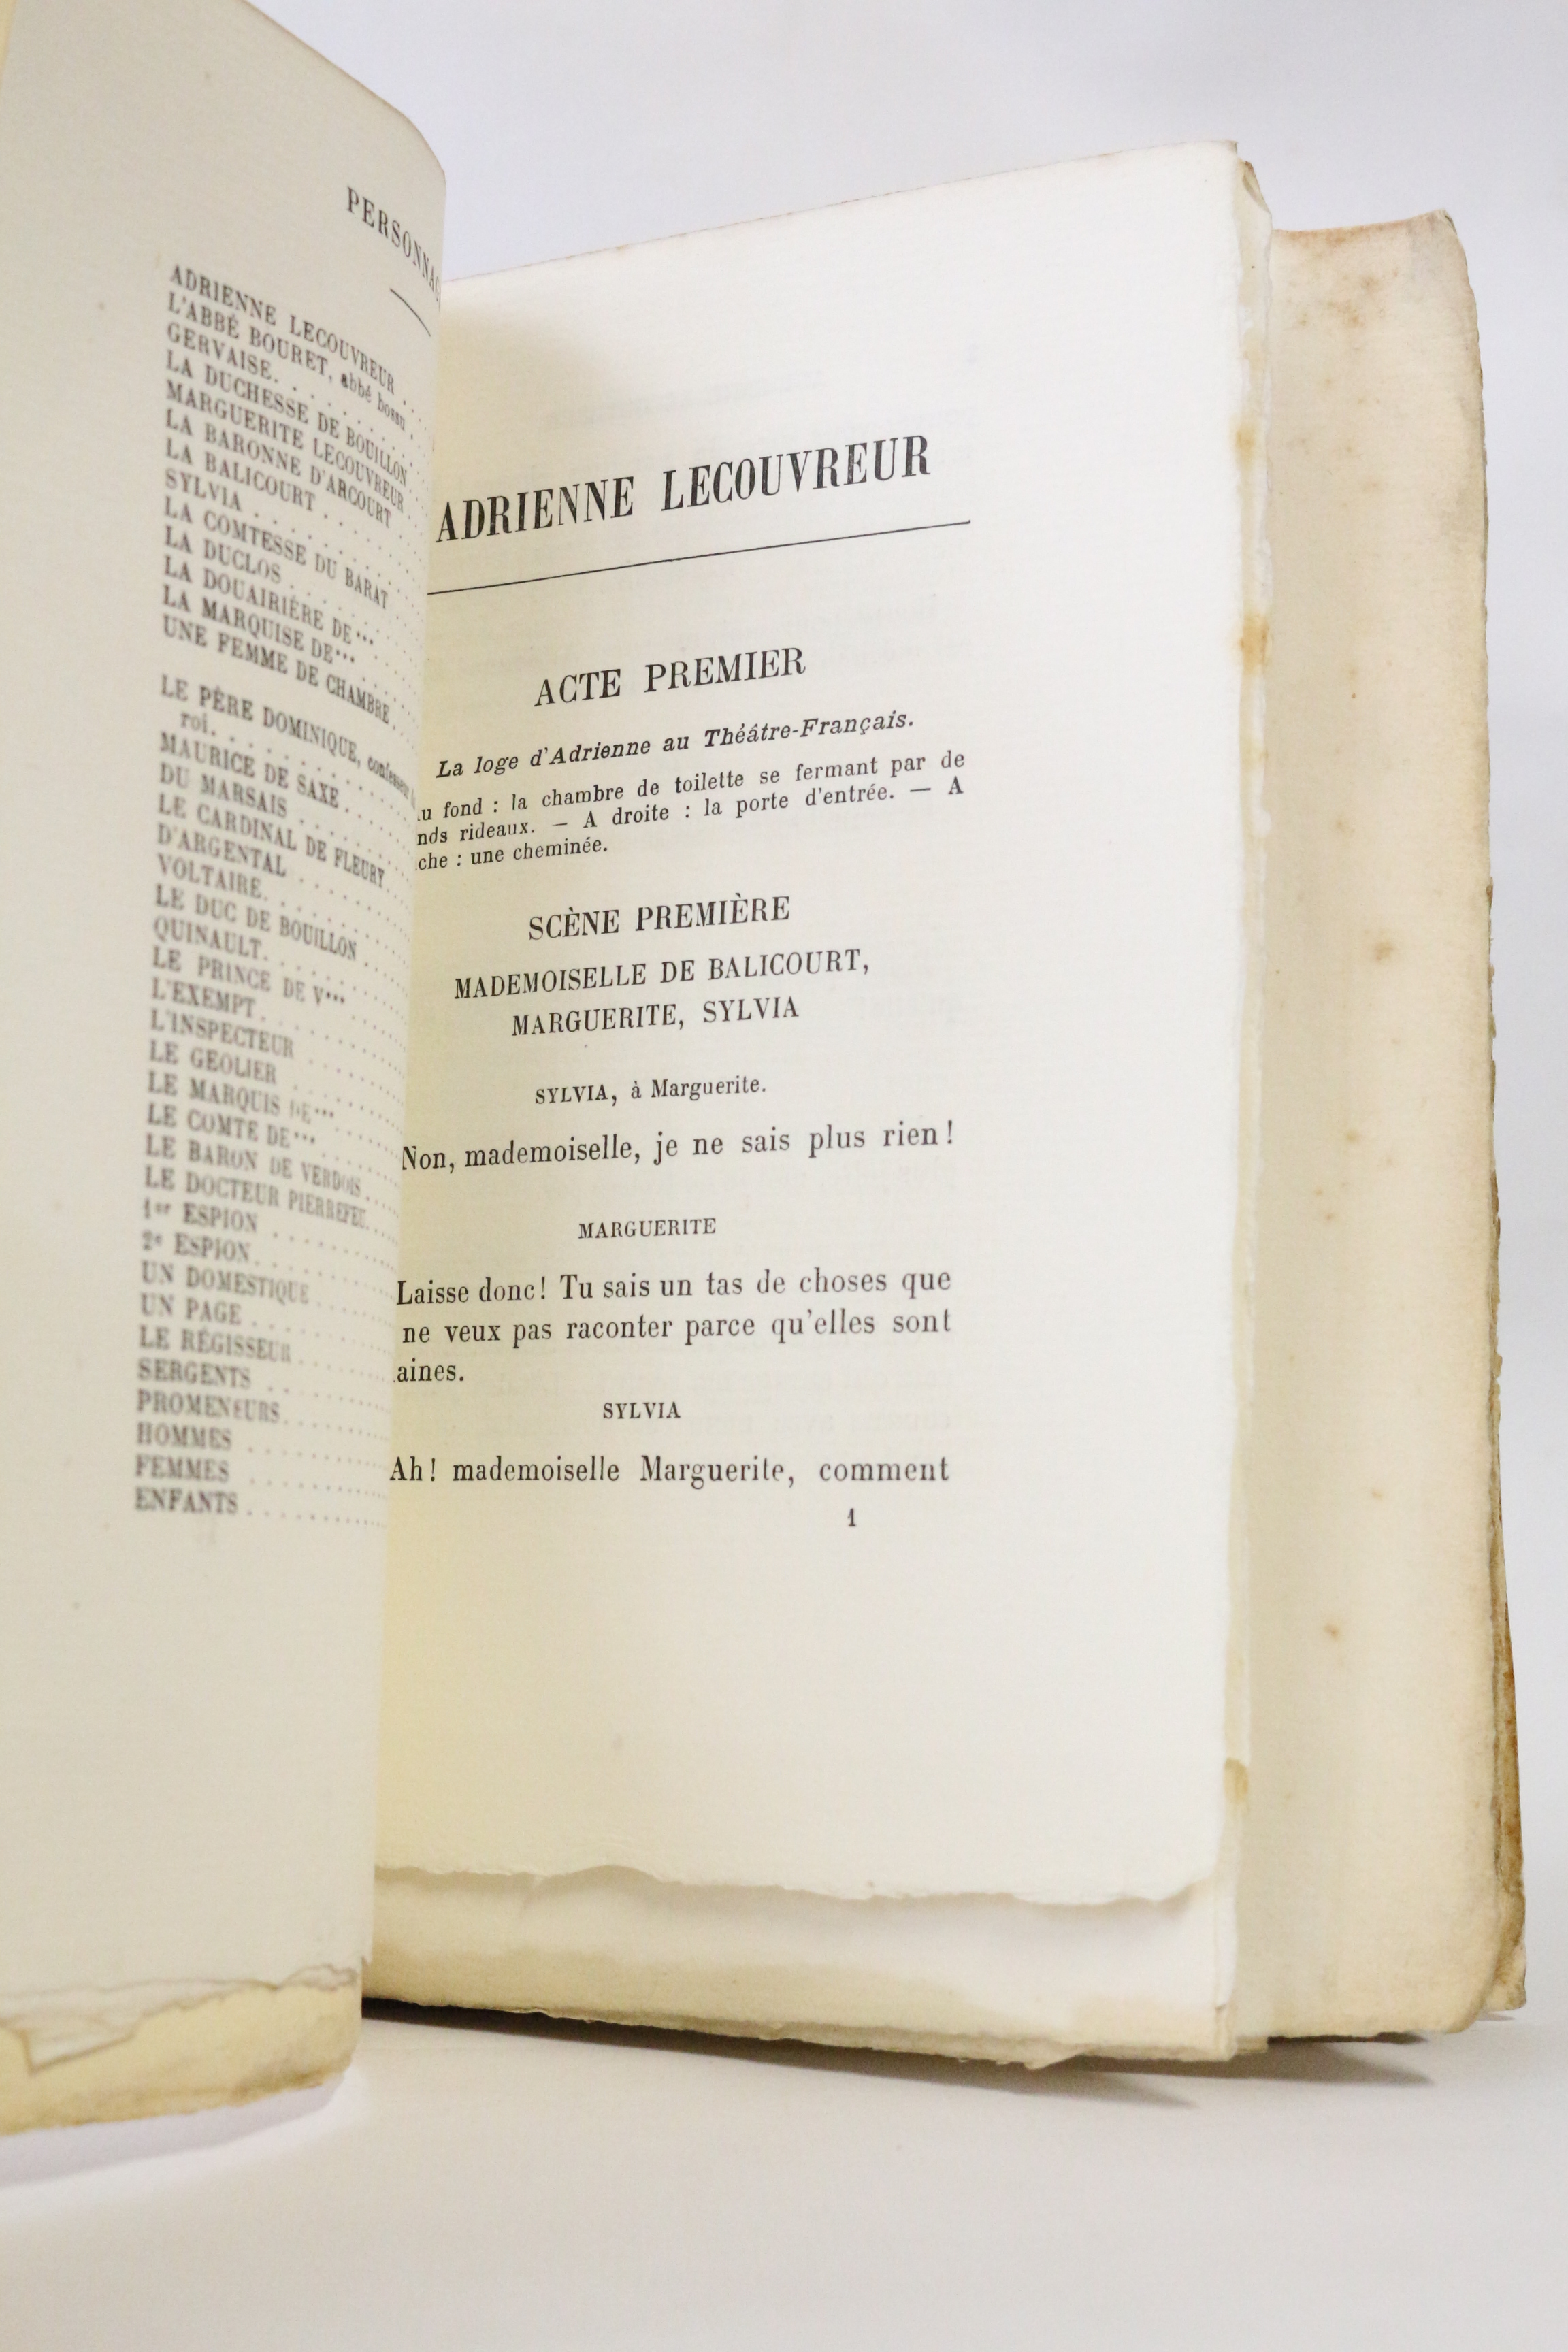 PERSONNAG
ADRIENNE LECOUVREUR . .
L'ABBÉ BOURET, abbé bossu .
GERVAISE. . . . . . . . .
LA DUCHESSE DE BOUILLON
MARGUERITE LECOUVREUR
LA BARONNE D'ARCOURT
LA BALICOURT . . . . .
SYLVIA . . . . . . . . .
LA COMTESSE DU BARAT
LA DUCLOS . . . . . . .
LA DOUAIRIÈRE DE•••
LA MARQUISE DE•••
UNE FEMME DE CHAMBRE .
LE PÈRE DOMINIQUE,
roi. . . . . . . . . . .
MAURICE DE SAXE . . . .
DU MARSAIS . . . . . . .
LE CARDINAL DE FLEURY
D'ARGENTAL . . . . . . .
VOLTAIRE. . . . . . . . .
LE DUC DE BOUILLON . . .
QUINAULT. . . . . . . . .
LE PRINCE DE V••• . . . .
L'EXEMPT. . . . . . . . .
L'INSPECTEUR . . . . . .
LE GEOLIER . . . . . . .
LE MARQUIS DE••• . . . .
LE COMTE DE••• . . . . .
LE BARON DE VERDOIS . . .
LE DOCTEUR PIERREFEU. . .
1er ESPION . . . . . . . .
2e ESPION. . . . . . . . .
UN DOMESTIQUE . . . . .
UN PAGE . . . . . . . . .
LE RÉGISSEUR . . . . . .
SERGENTS . . . . . . . .
PROMENEURS. . . . . . .
HOMMES . . . . . . . . .
FEMMES . . . . . . . . .
ENFANTS . . . . . . . . .
ADRIENNE LECOUVREUR
ACTE PREMIER
La loge d'Adrienne au Théâtre-Français.
u fond : la chambre de toilette se fermant par de
nds rideaux. — A droite : la porte d'entrée. — A
che : une cheminée.
SCÈNE PREMIÈRE
MADEMOISELLE DE BALICOURT,
MARGUERITE, SYLVIA
SYLVIA, à Marguerite.
Non, mademoiselle, je ne sais plus rien !
MARGUERITE
Laisse donc ! Tu sais un tas de choses que
ne veux pas raconter parce qu'elles sont
aines.
SYLVIA
Ah ! mademoiselle Marguerite, comment
1